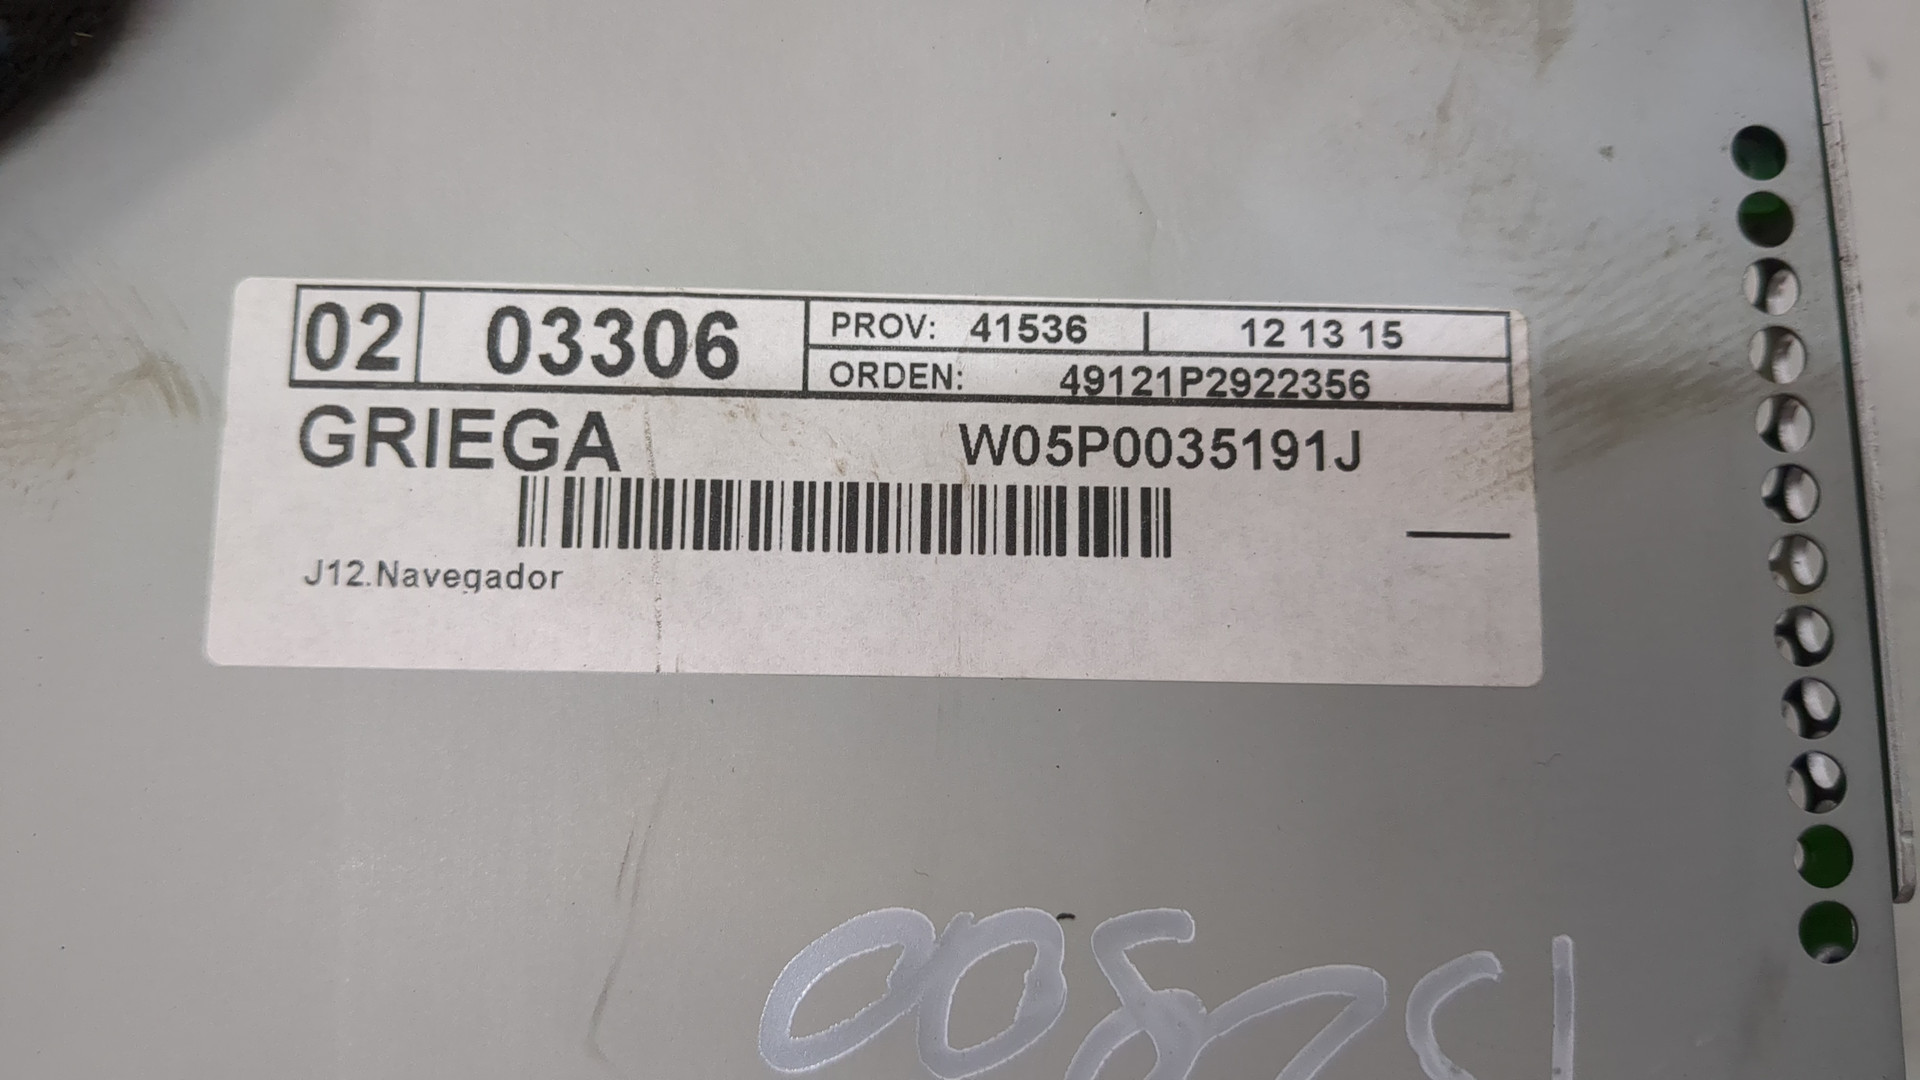 02 03306 PROV: 41536 | 12 13 15
ORDEN: 49121P2922356
GRIEGA W05P0035191J
J12.Navegador